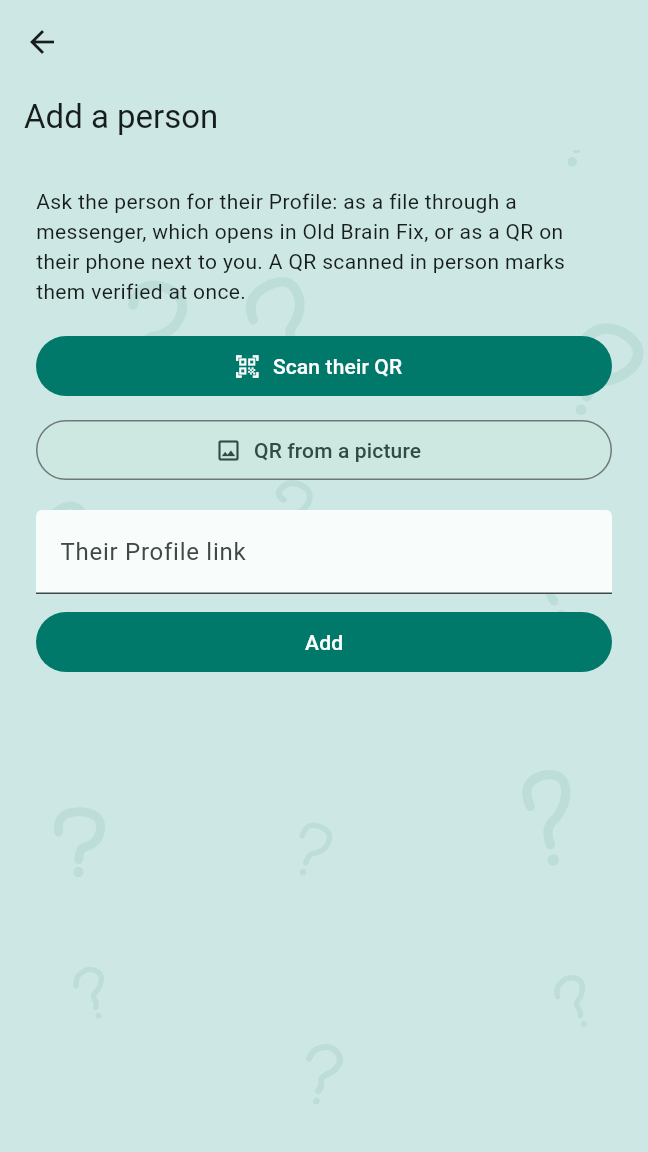 Add a person
Ask the person for their Profile: as a file through a
messenger, which opens in Old Brain Fix, or as a QR on
their phone next to you. A QR scanned in person marks
them verified at once.
Scan their QR
QR from a picture
Their Profile link
Add